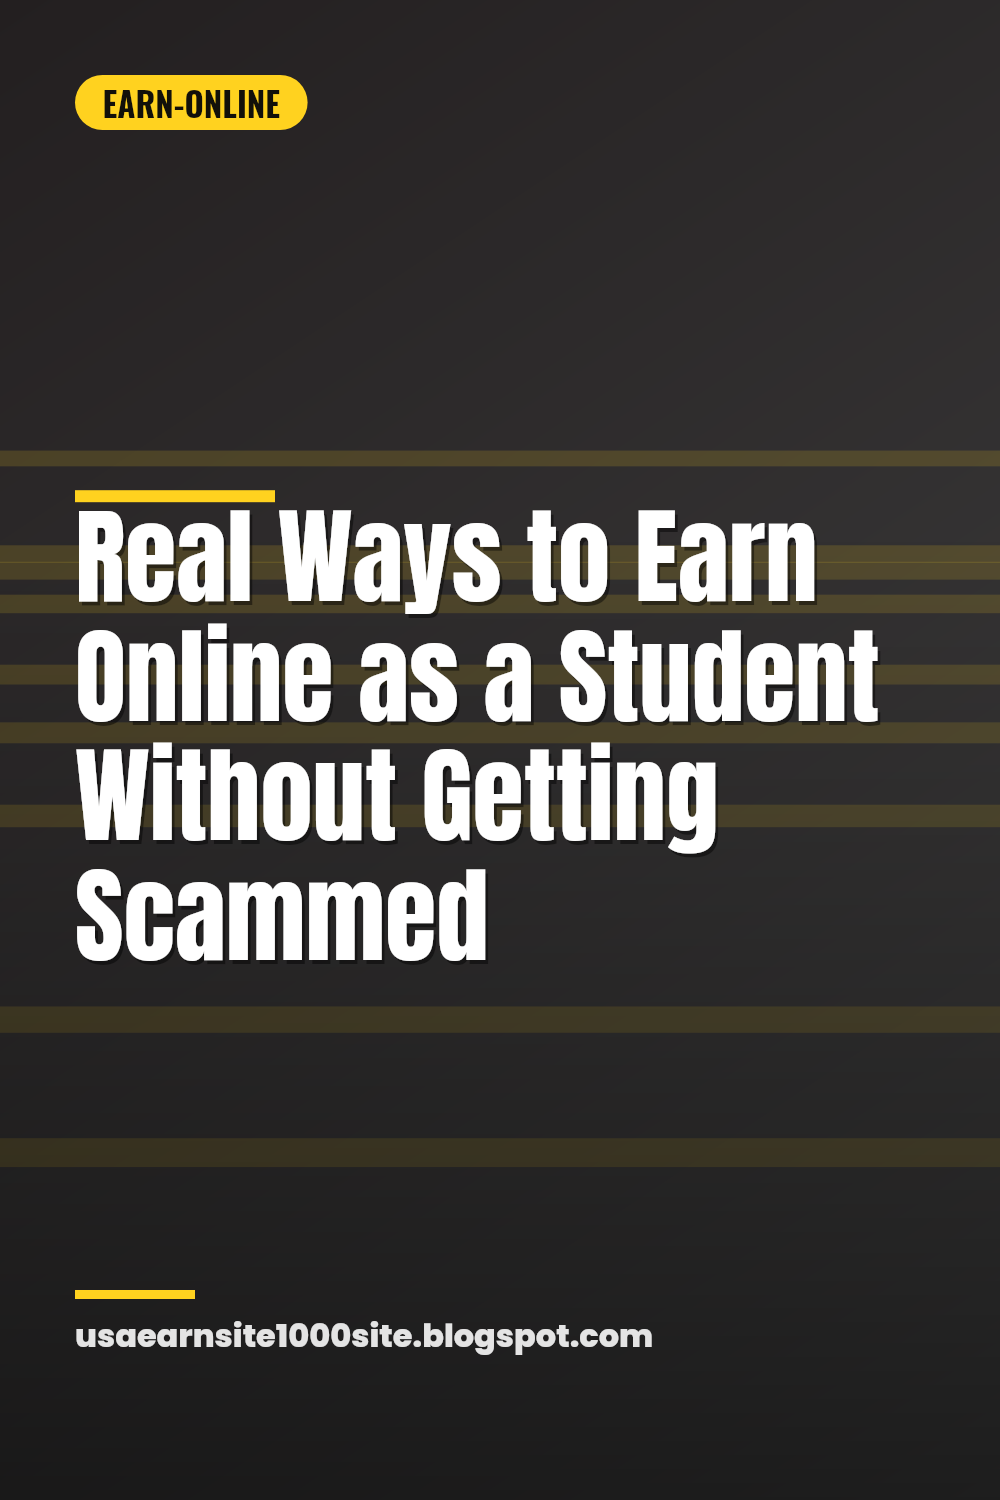 EARN-ONLINE
Real Ways to Earn
Online as a Student
Without Getting
Scammed
usaearnsite1000site.blogspot.com